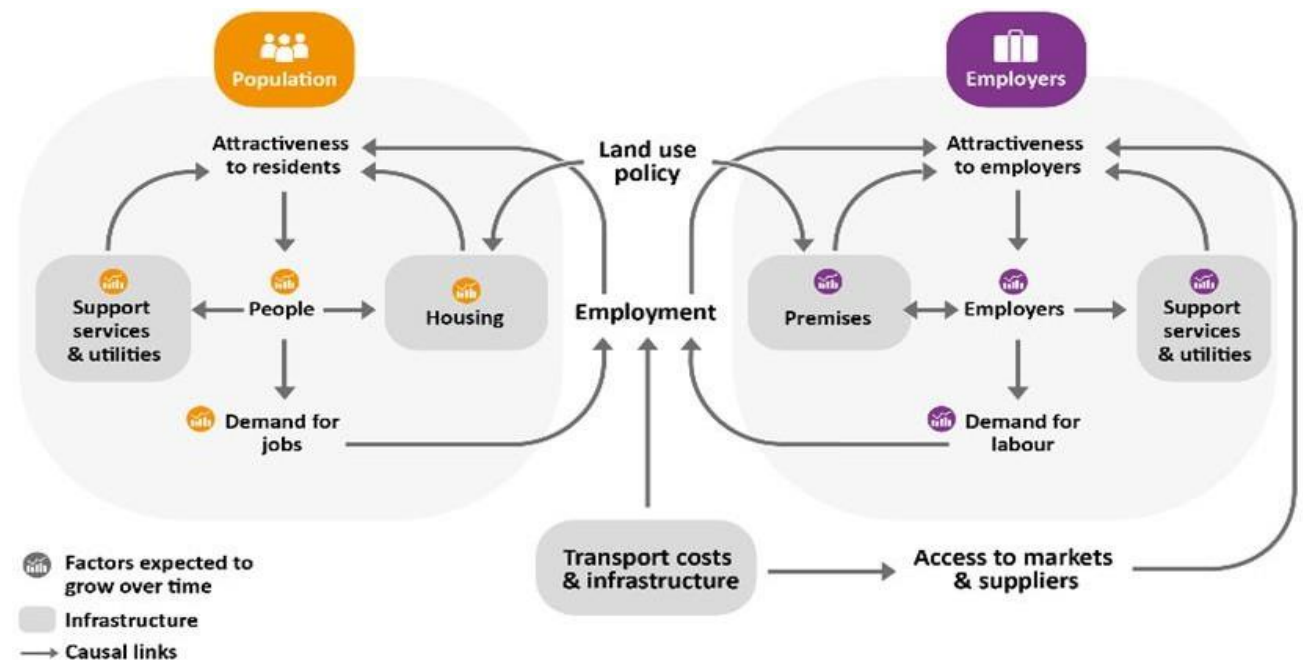 Population
Employers
Attractiveness
to residents
Land use
policy
Attractiveness
to employers
Support
services
& utilities
People
Housing
Employment
Premises
Employers
Support
services
& utilities
Demand for
jobs
Demand for
labour
Transport costs
& infrastructure
Access to markets
& suppliers
Factors expected to
grow over time
Infrastructure
Causal links